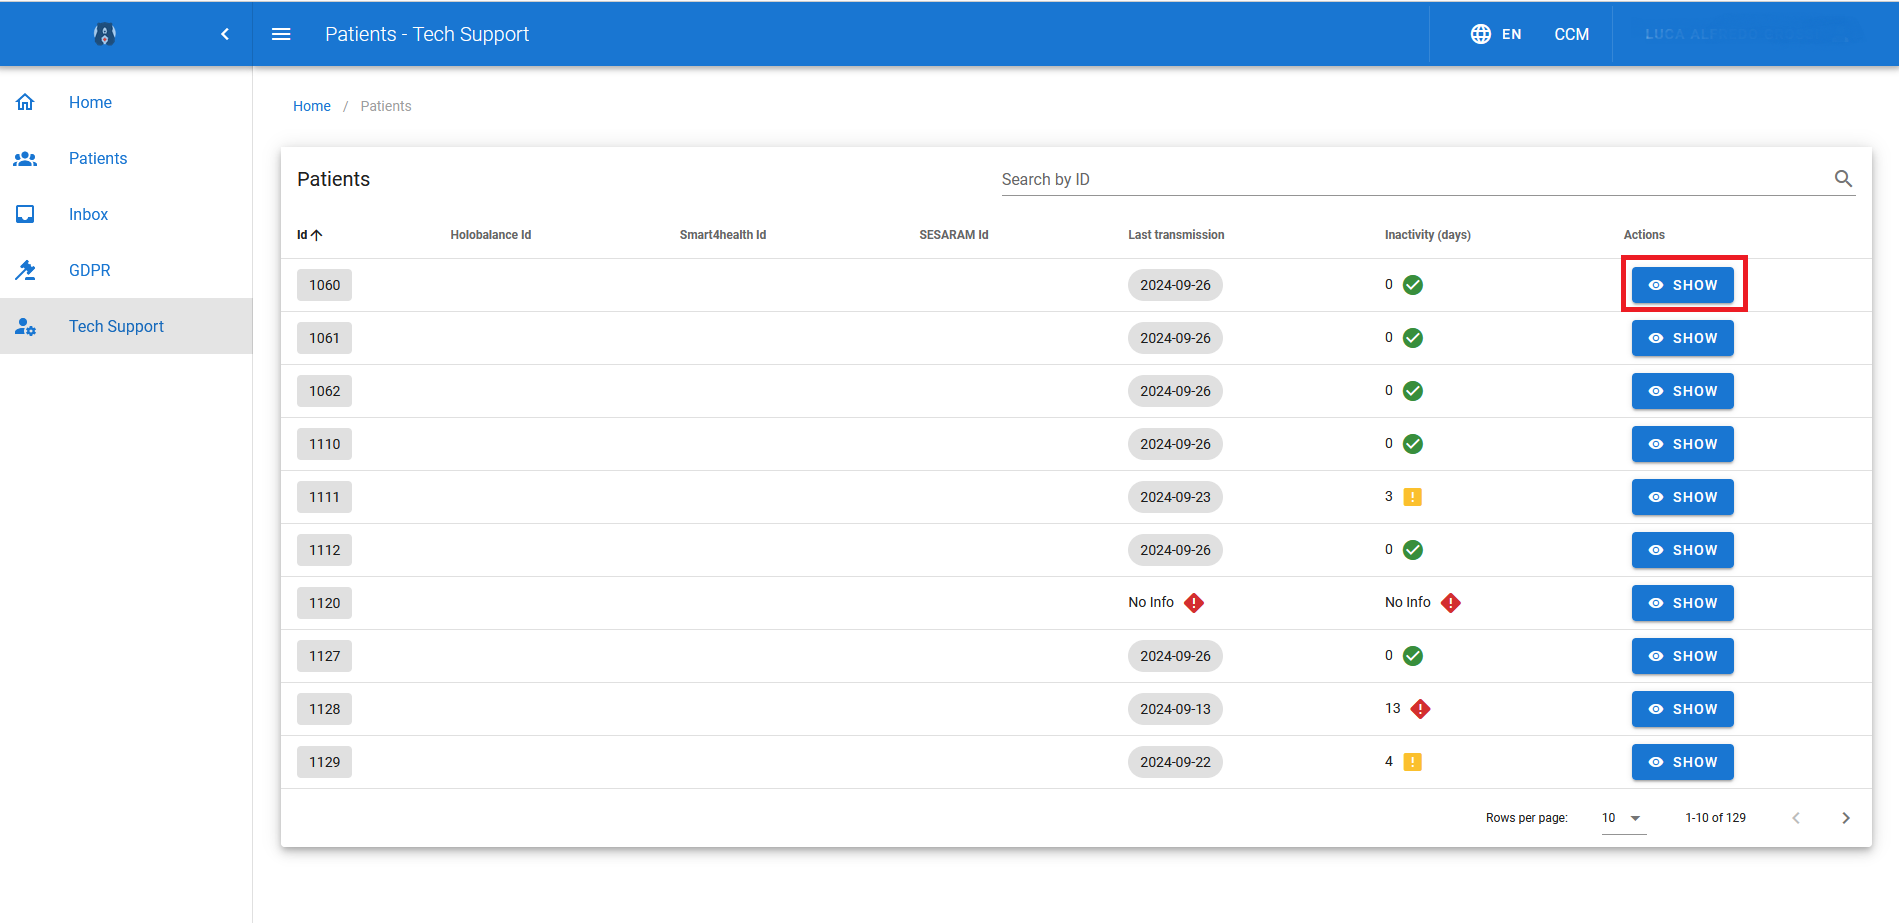 Patients - Tech Support
EN
CCM
Home
Patients
Inbox
GDPR
Tech Support
Home / Patients
Patients
Search by ID
Id Holobalance Id Smart4health Id SESARAM Id Last transmission Inactivity (days) Actions
1060 2024-09-26 0 SHOW
1061 2024-09-26 0 SHOW
1062 2024-09-26 0 SHOW
1110 2024-09-26 0 SHOW
1111 2024-09-23 3 SHOW
1112 2024-09-26 0 SHOW
1120 No Info No Info SHOW
1127 2024-09-26 0 SHOW
1128 2024-09-13 13 SHOW
1129 2024-09-22 4 SHOW
Rows per page: 10 1-10 of 129